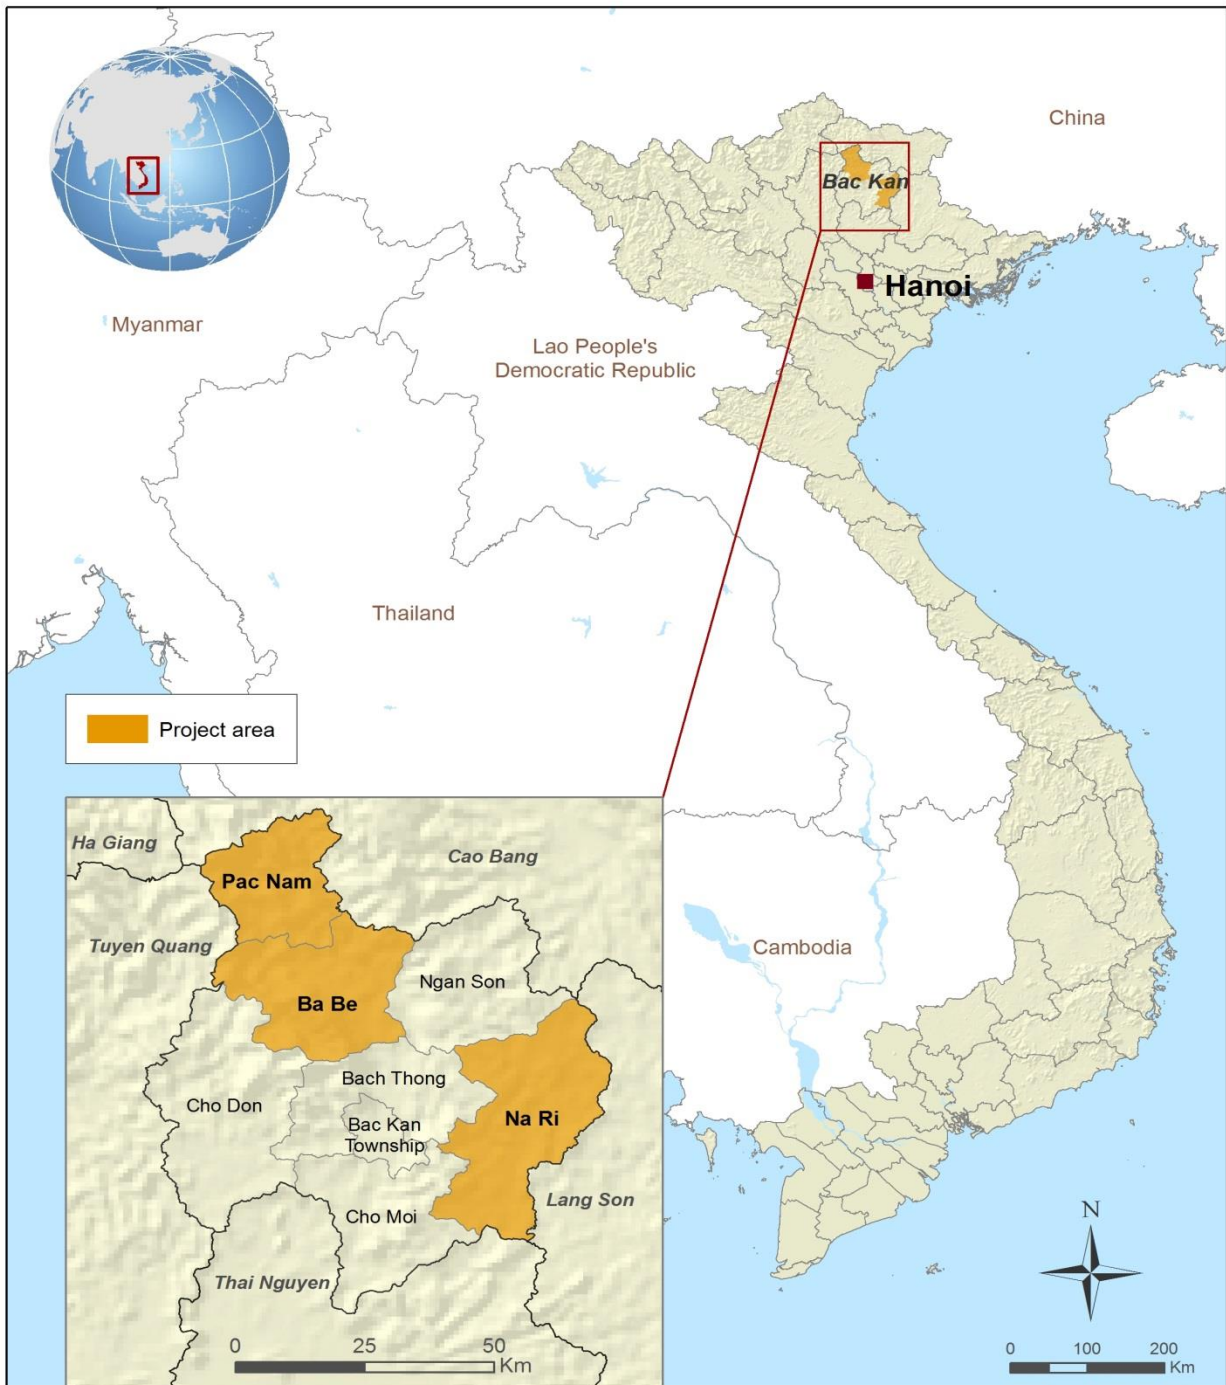 China
Bac Kan
Hanoi
Myanmar
Lao People's
Democratic Republic
Thailand
Project area
Cambodia
Ha Giang
Cao Bang
Pac Nam
Tuyen Quang
Ngan Son
Ba Be
Bach Thong
Cho Don
Bac Kan
Township
Na Ri
Lang Son
Cho Moi
Thai Nguyen
0 25 50
Km
N
0 100 200
Km